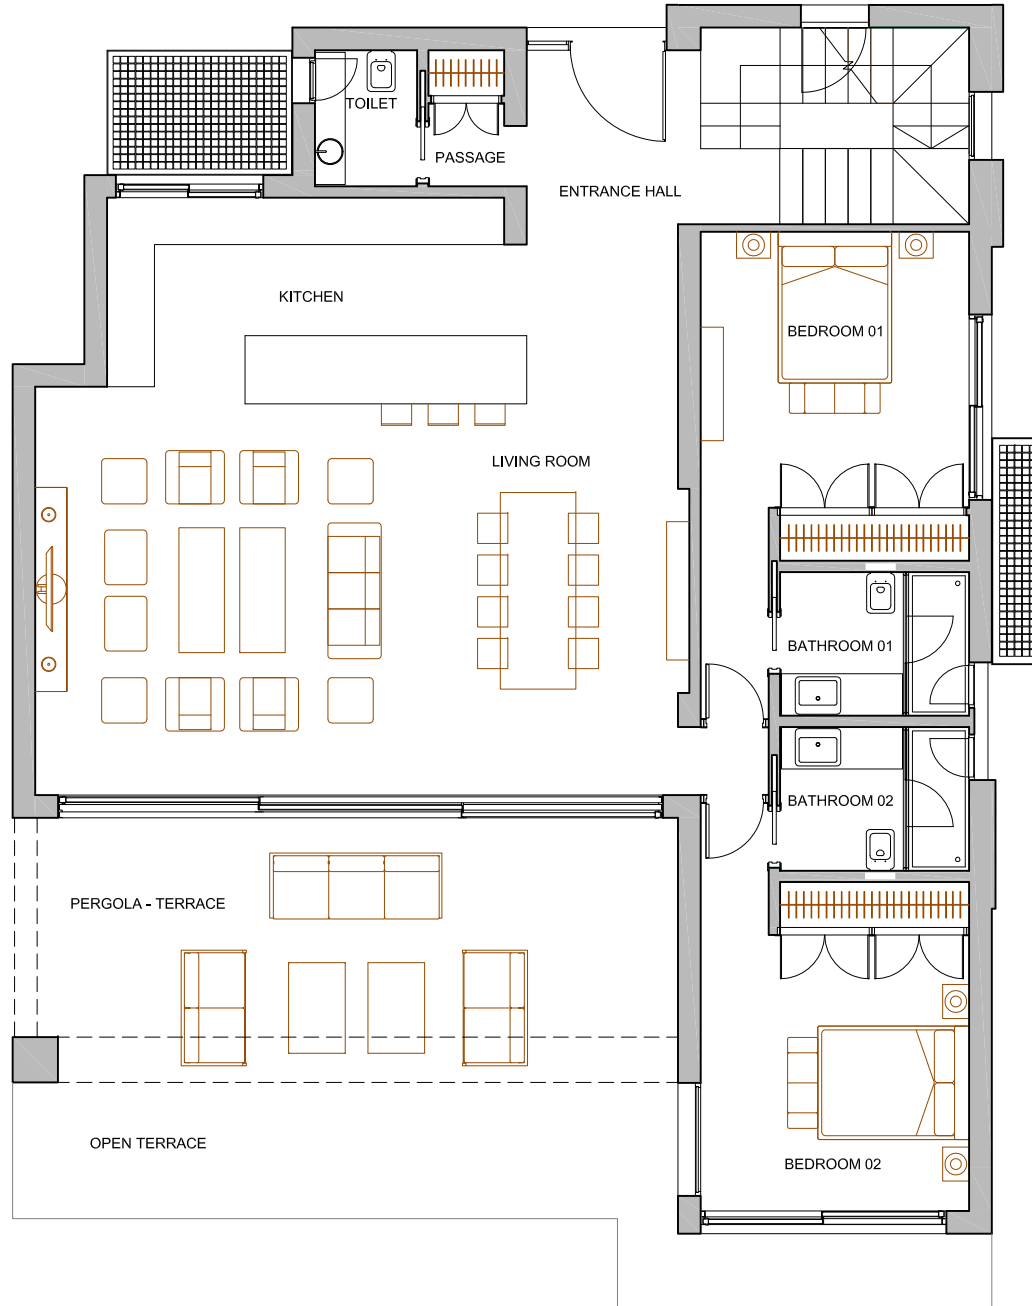 TOILET
PASSAGE
ENTRANCE HALL
KITCHEN
BEDROOM 01
LIVING ROOM
BATHROOM 01
BATHROOM 02
PERGOLA - TERRACE
OPEN TERRACE
BEDROOM 02